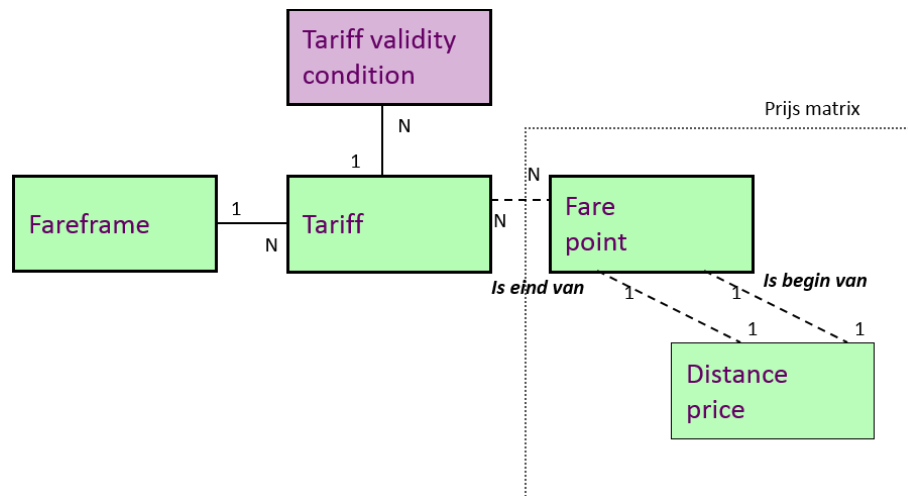 Tariff validity
condition
Prijs matrix
N
1
N
Fareframe
1
N
Tariff
N
Fare
point
Is eind van
Is begin van
1
1
1
1
Distance
price